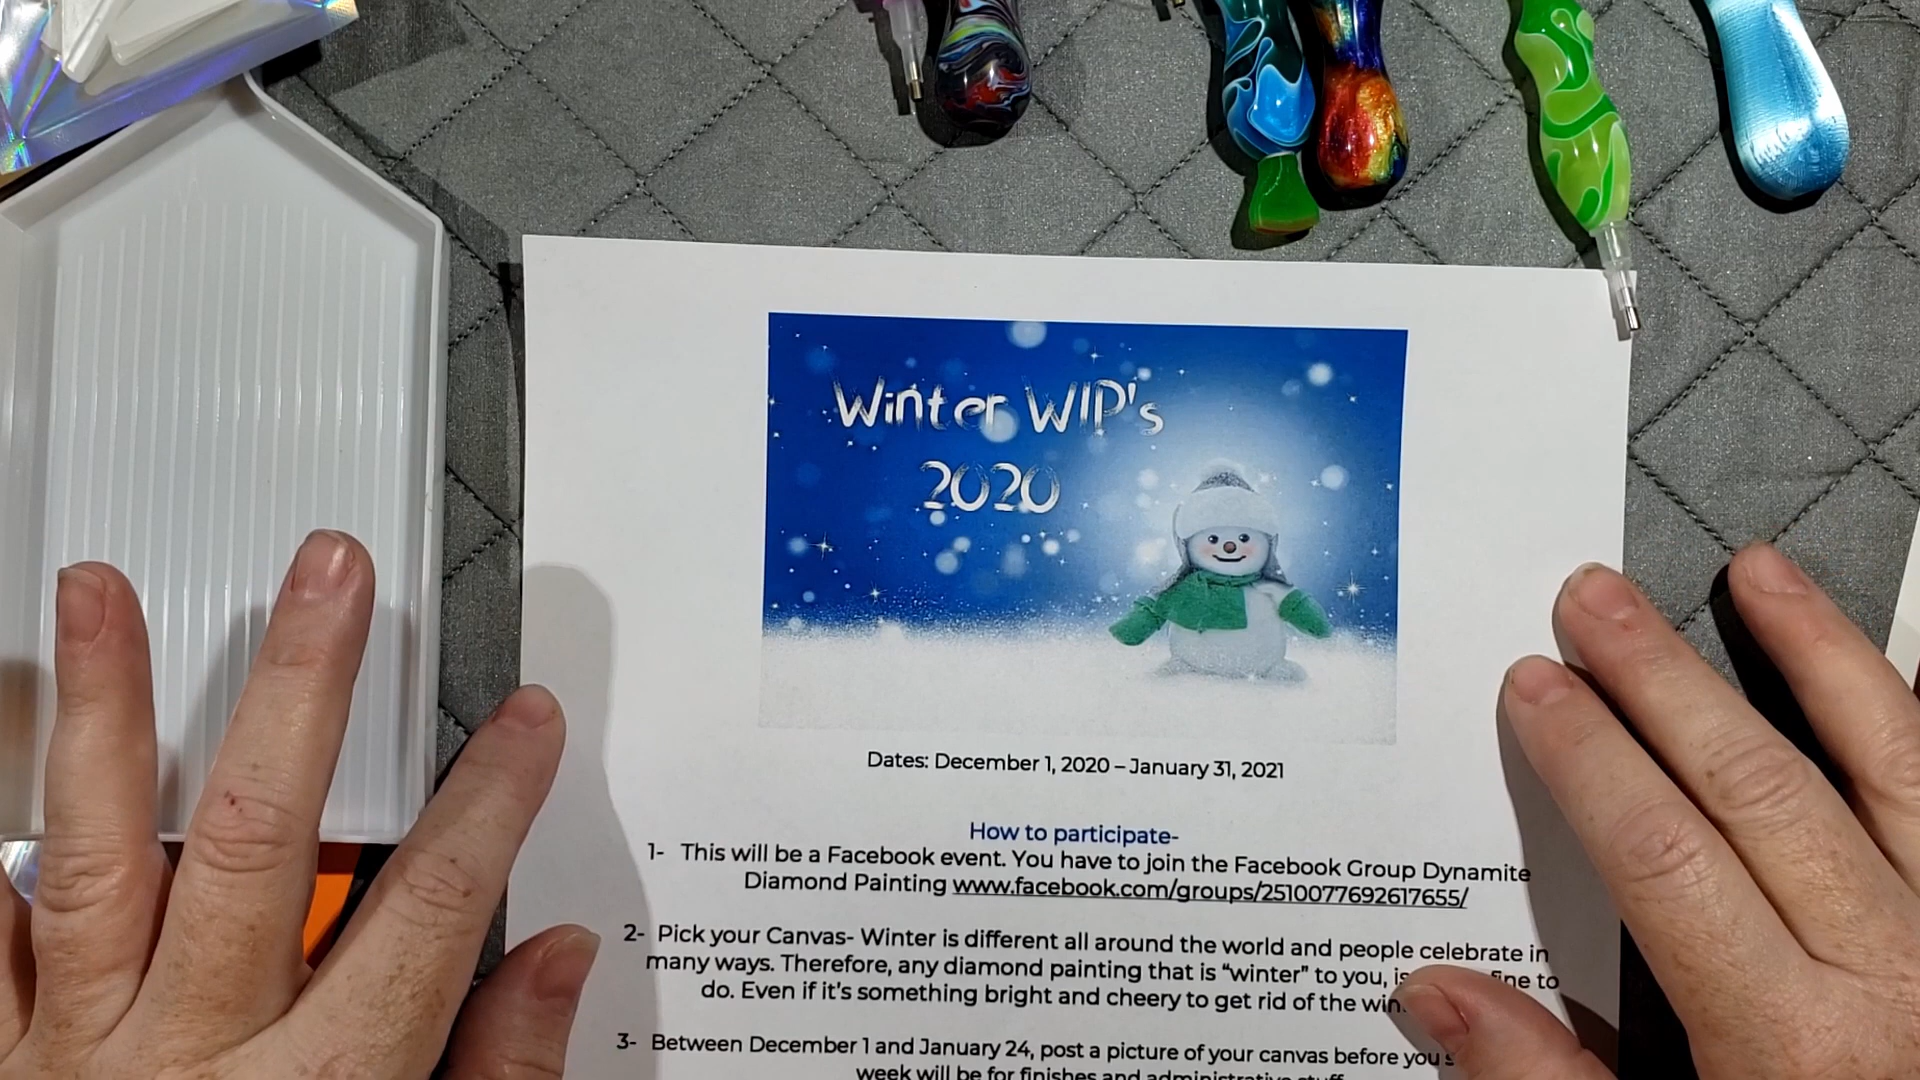 Winter WIP's
2020
Dates: December 1, 2020 – January 31, 2021
How to participate-
1- This will be a Facebook event. You have to join the Facebook Group Dynamite
Diamond Painting www.facebook.com/groups/2510077692617655/
2- Pick your Canvas- Winter is different all around the world and people celebrate in
many ways. Therefore, any diamond painting that is “winter” to you, is to
do. Even if it’s something bright and cheery to get rid of the
3- Between December 1 and January 24, post a picture of your canvas before you
week will be for finishes and administrative stuff